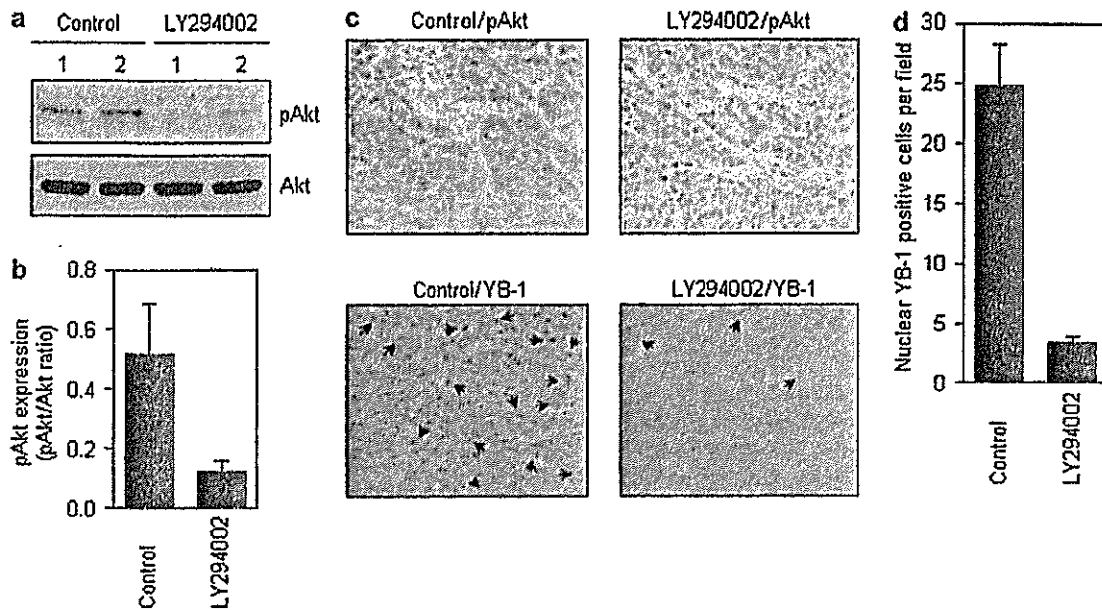 a
Control LY294002
1 2 1 2
pAkt
Akt
b
pAkt expression
(pAkt/Akt ratio)
0.8
0.6
0.4
0.2
0.0
Control
LY294002
c
Control/pAkt
LY294002/pAkt
Control/YB-1
LY294002/YB-1
d
Nuclear YB-1 positive cells per field
30
25
20
15
10
5
0
Control
LY294002